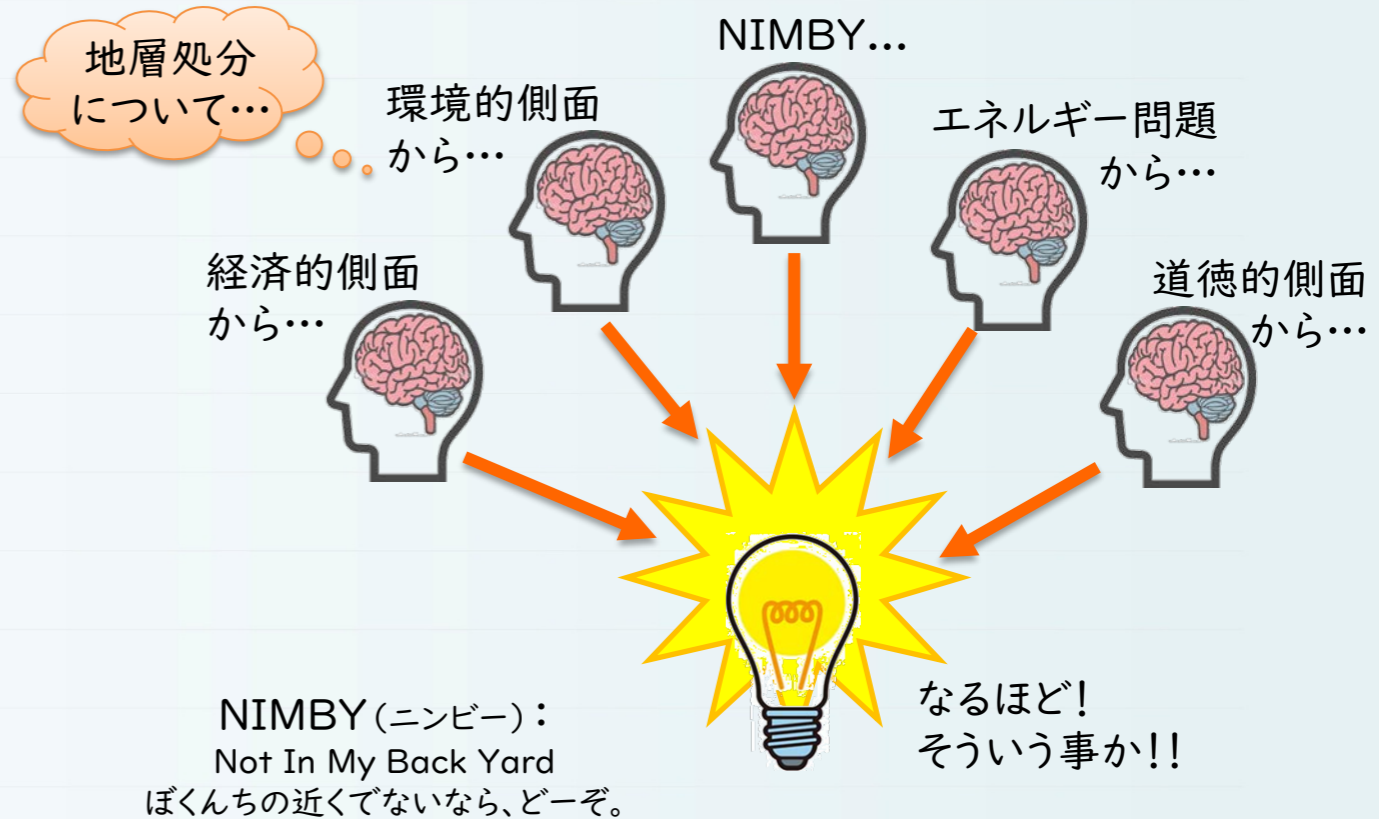 地層処分
について…
環境的側面
から…
NIMBY…
エネルギー問題
から…
経済的側面
から…
道徳的側面
から…
なるほど!
そういう事か!!
NIMBY(ニンビー):
Not In My Back Yard
ぼくんちの近くでないなら、どーぞ。